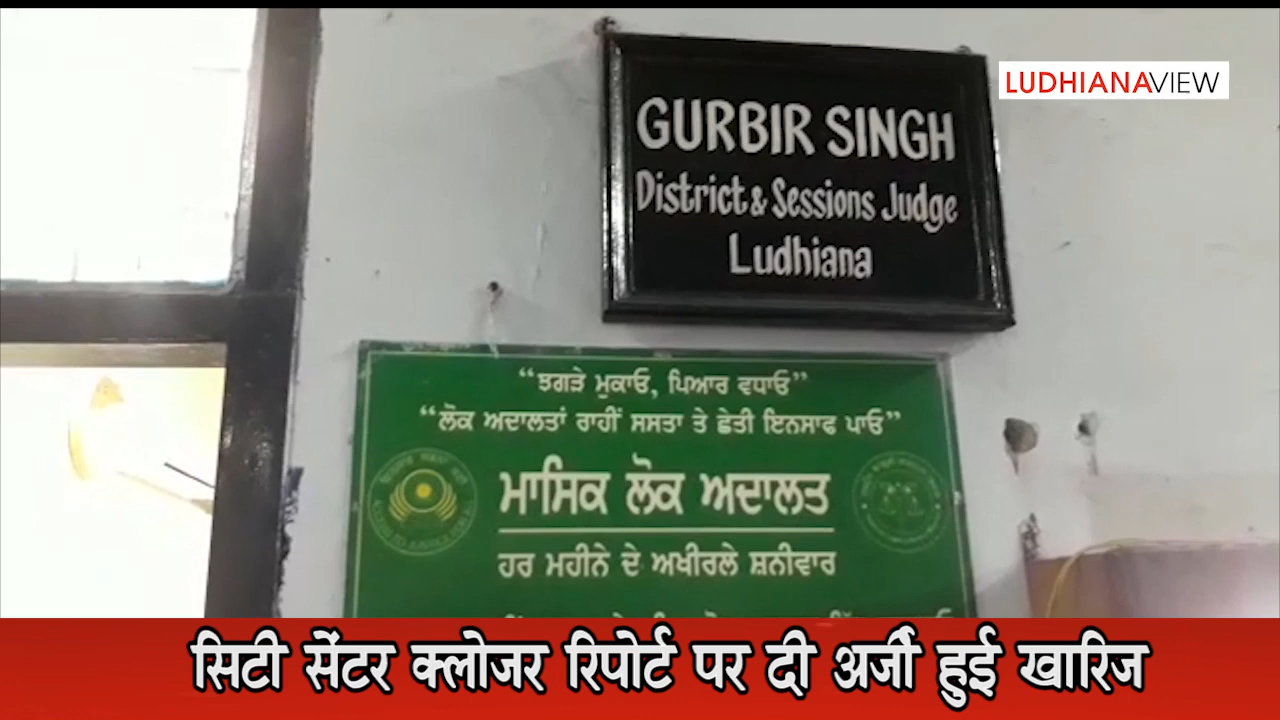 LUDHIANAVIEW
GURBIR SINGH
District & Sessions Judge
Ludhiana
“ਝਗੜੇ ਮੁਕਾਓ, ਪਿਆਰ ਵਧਾਓ”
“ਲੋਕ ਅਦਾਲਤਾਂ ਰਾਹੀਂ ਸਸਤਾ ਤੇ ਛੇਤੀ ਇਨਸਾਫ ਪਾਓ”
ਮਾਸਿਕ ਲੋਕ ਅਦਾਲਤ
ਹਰ ਮਹੀਨੇ ਦੇ ਅਖੀਰਲੇ ਸ਼ਨੀਵਾਰ
सिटी सेंटर क्लोजर रिपोर्ट पर दी अर्जी हुई खारिज